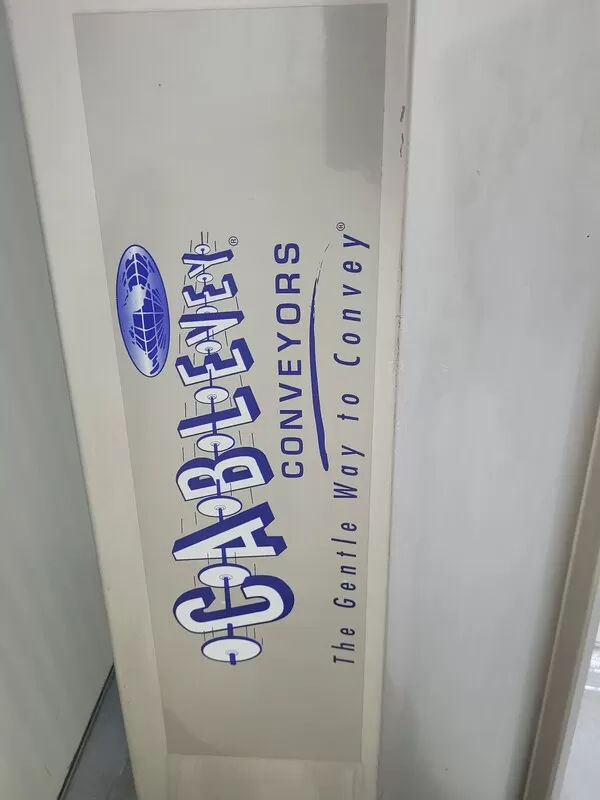 CABLEVEY®
CONVEYORS
The Gentle Way to Convey®